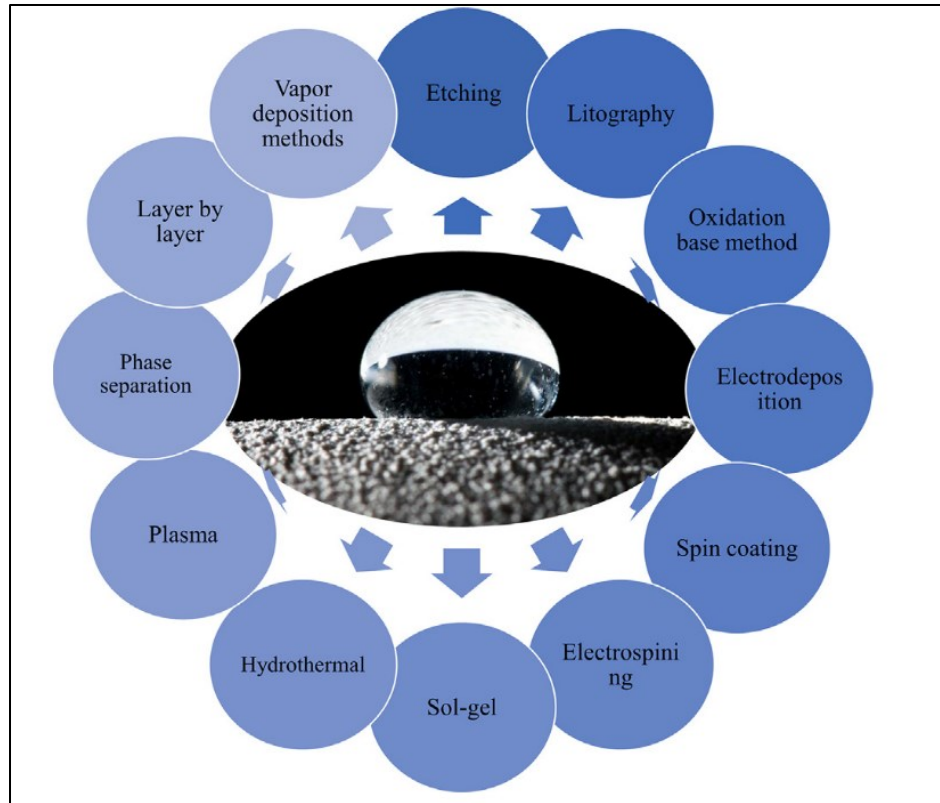 Etching
Litography
Oxidation
base method
Electrodepos
ition
Spin coating
Electrospini
ng
Sol-gel
Hydrothermal
Plasma
Phase
separation
Layer by
layer
Vapor
deposition
methods